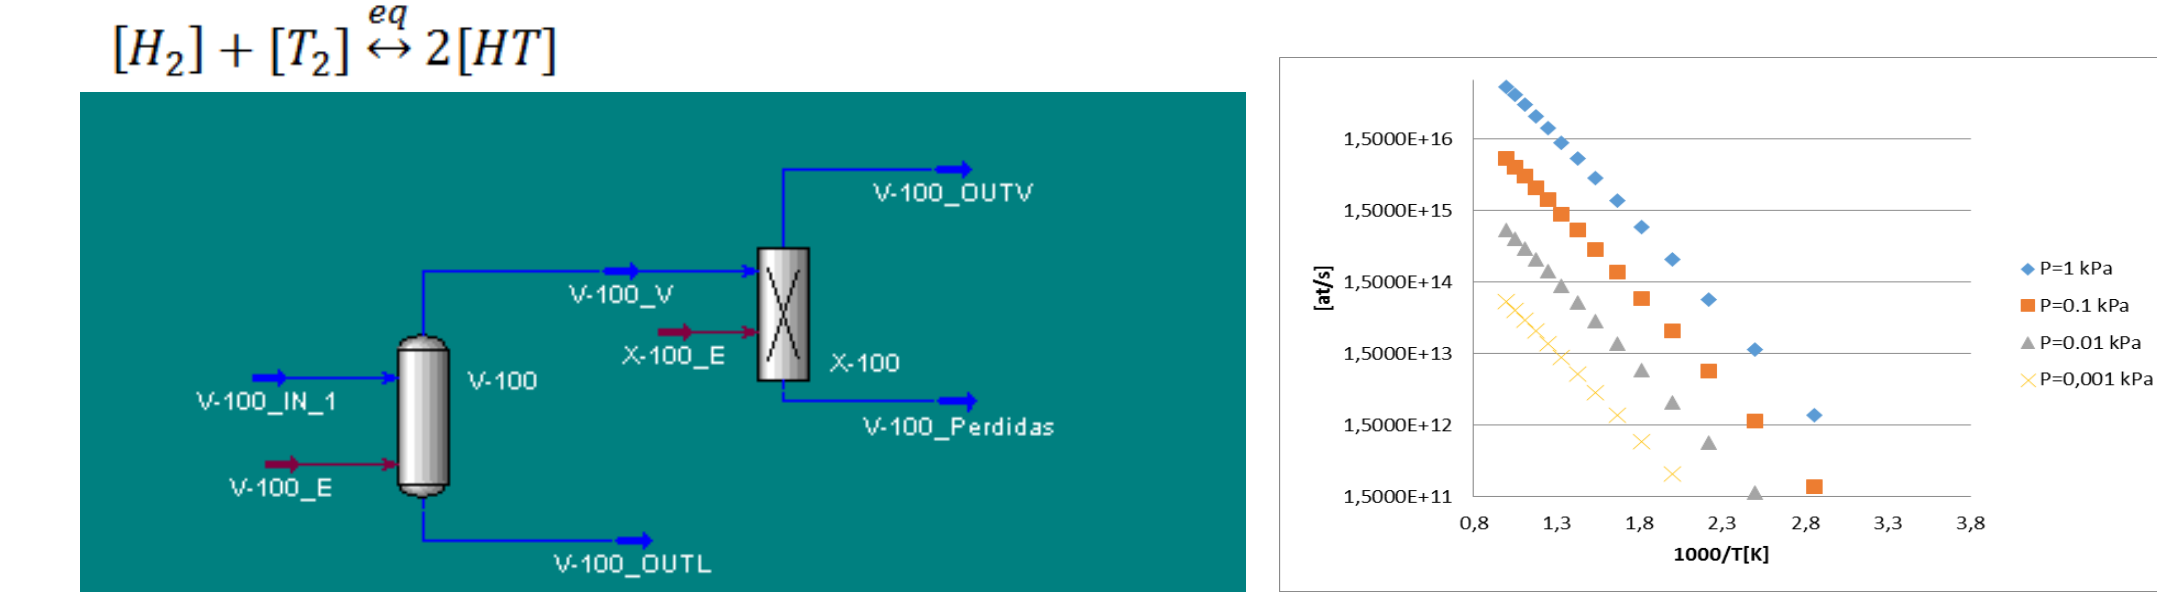 [H₂] + [T₂] eq ↔ 2[HT]
V-100_OUTV
V-100_V
X-100_E
X-100
V-100_IN_1
V-100
V-100_Perdidas
V-100_E
V-100_OUTL
1,5000E+16
1,5000E+15
1,5000E+14
1,5000E+13
1,5000E+12
1,5000E+11
[at/s]
0,8 1,3 1,8 2,3 2,8 3,3 3,8
1000/T[K]
P=1 kPa
P=0.1 kPa
P=0.01 kPa
P=0,001 kPa